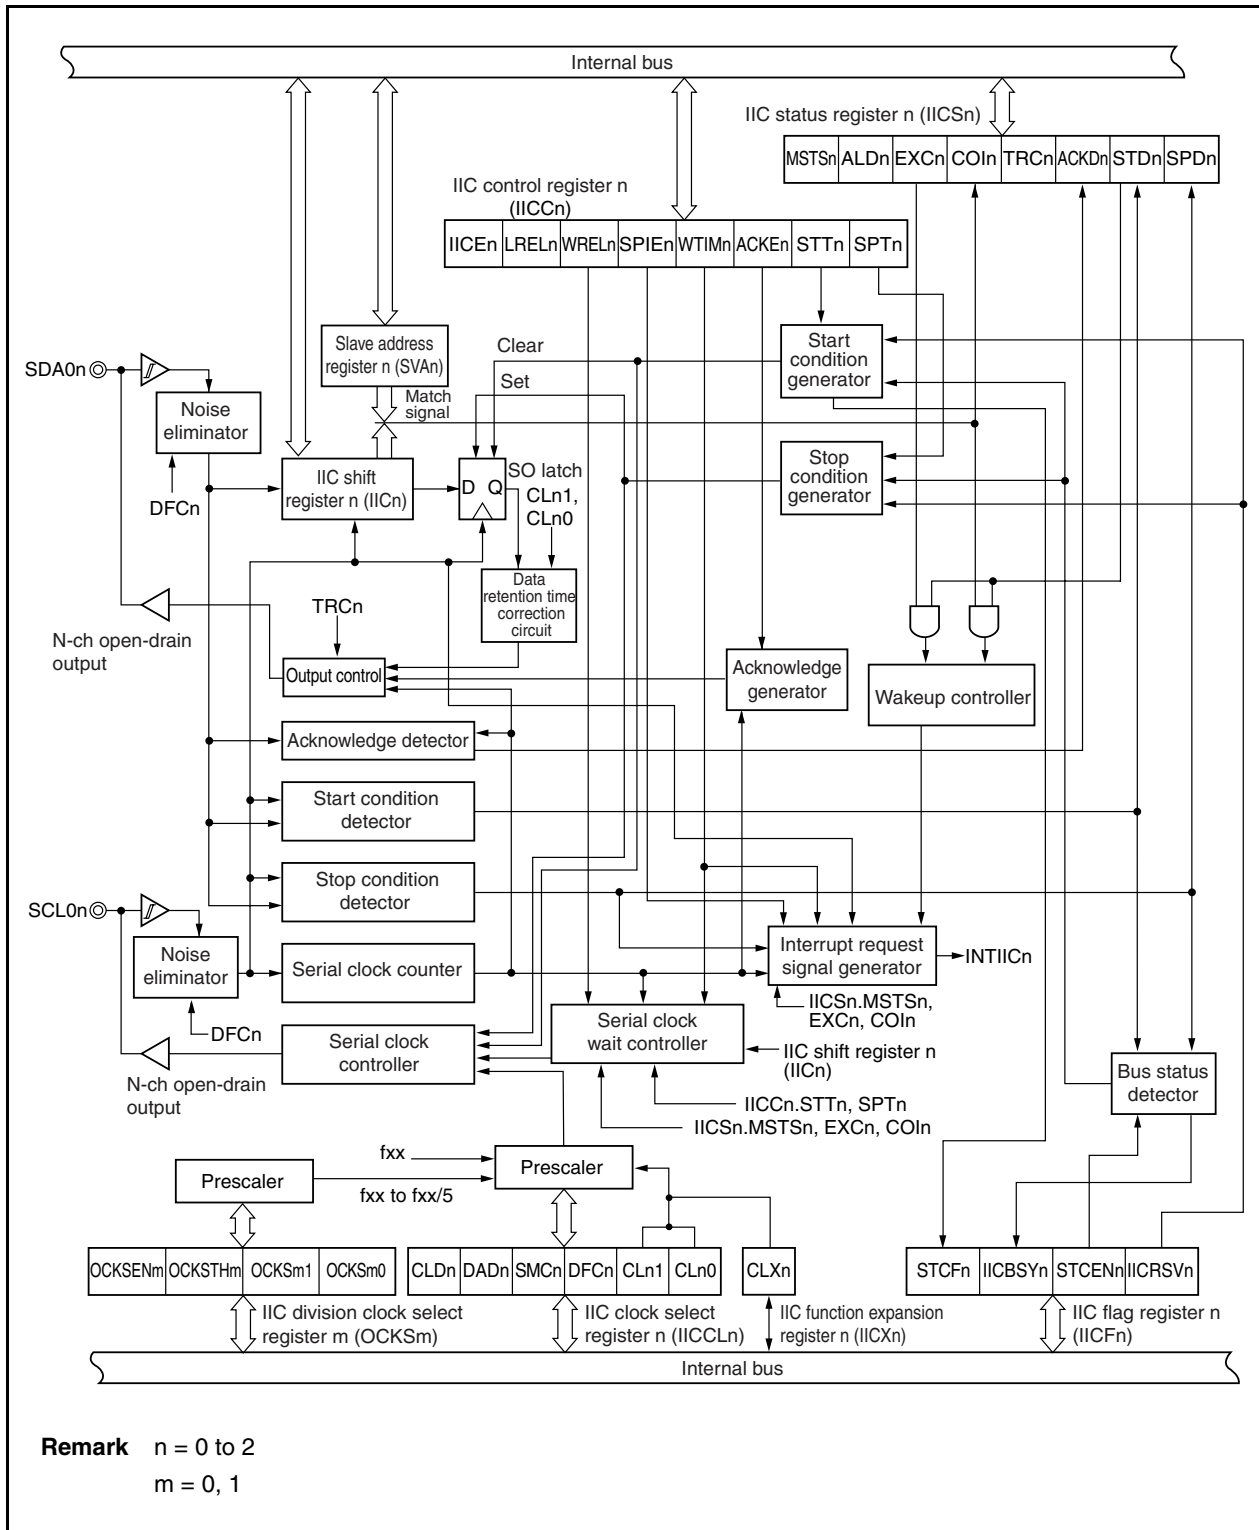 Internal bus
IIC status register n (IICSn)
MSTSn ALDn EXCn COIn TRCn ACKDn STDn SPDn
IIC control register n
(IICCn)
IICEn LRELn WRELn SPIEn WTIMn ACKEn STTn SPTn
Slave address
register n (SVAn)
Clear
Start
condition
generator
SDA0n
Set
Match
signal
Noise
eliminator
IIC shift
register n (IICn)
D Q
SO latch
CLn1,
CLn0
Stop
condition
generator
DFCn
Data
retention time
correction
circuit
TRCn
N-ch open-drain
output
Output control
Acknowledge
generator
Wakeup controller
Acknowledge detector
Start condition
detector
Stop condition
detector
SCL0n
Noise
eliminator
Serial clock counter
Interrupt request
signal generator
INTIICn
IICSn.MSTSn,
EXCn, COIn
DFCn
Serial clock
controller
Serial clock
wait controller
IIC shift register n
(IICn)
Bus status
detector
N-ch open-drain
output
IICCn.STTn, SPTn
IICSn.MSTSn, EXCn, COIn
fxx
Prescaler
Prescaler
fxx to fxx/5
OCKSENm OCKSTHm OCKSm1 OCKSm0
CLDn DADn SMCn DFCn CLn1 CLn0
CLXn
STCFn IICBSYn STCENn IICRSVn
IIC division clock select
register m (OCKSm)
IIC clock select
register n (IICCLn)
IIC function expansion
register n (IICXn)
IIC flag register n
(IICFn)
Internal bus
Remark n = 0 to 2
m = 0, 1